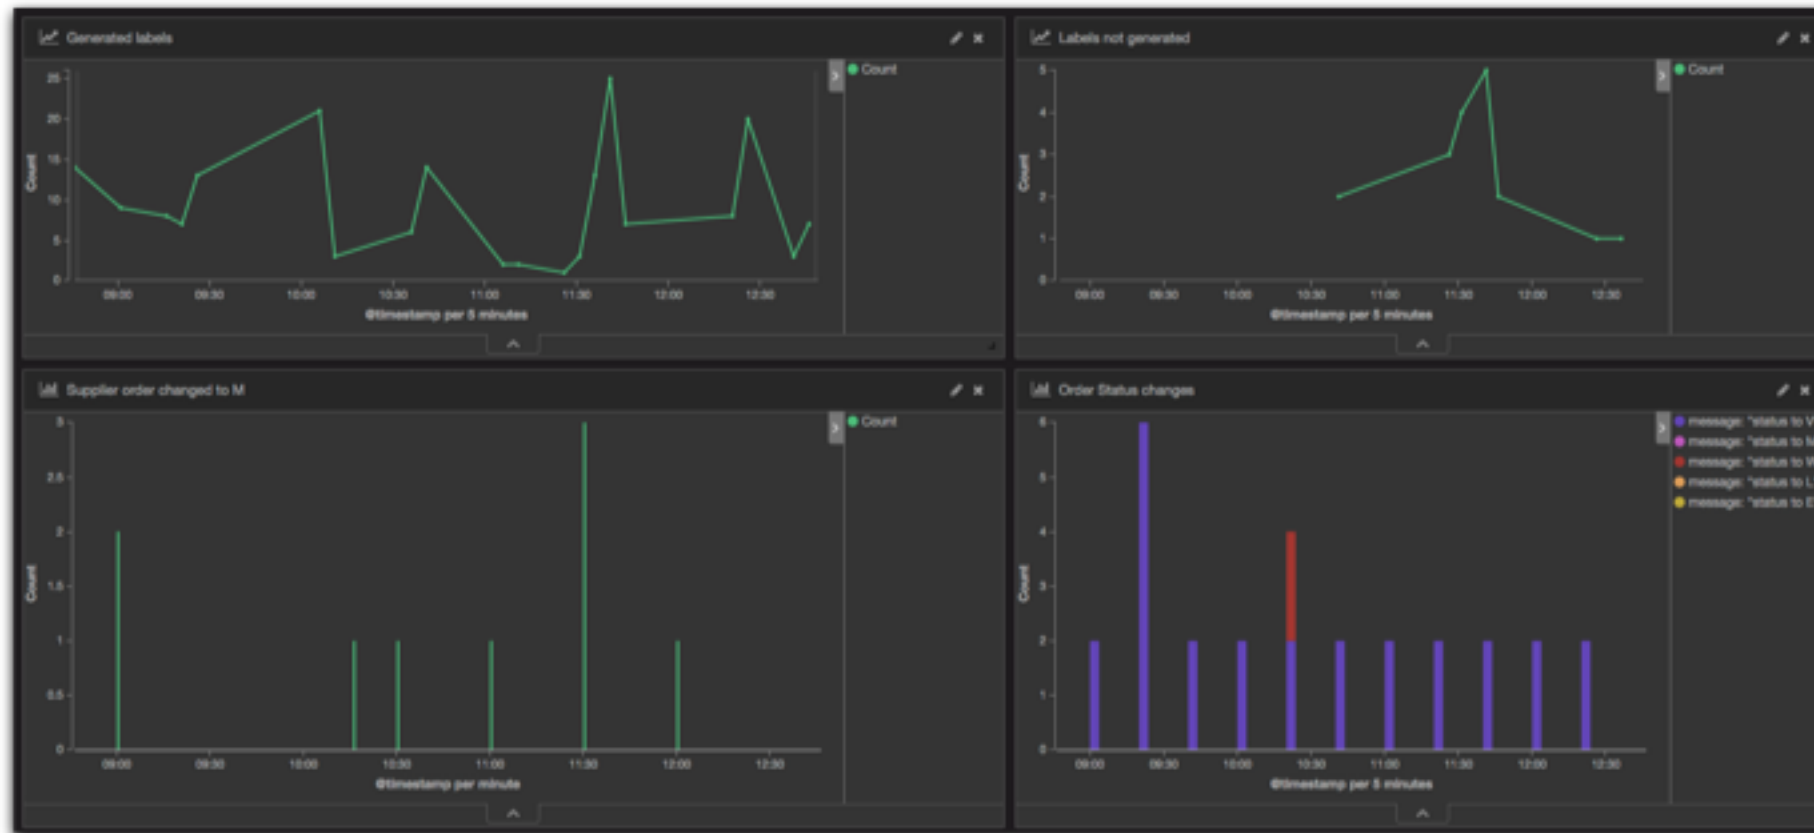 Generated labels
25
20
15
10
5
0
Count
09:00 09:30 10:00 10:30 11:00 11:30 12:00 12:30
@timestamp per 5 minutes
Count
Labels not generated
5
4
3
2
1
0
Count
09:00 09:30 10:00 10:30 11:00 11:30 12:00 12:30
@timestamp per 5 minutes
Count
Supplier order changed to M
3
2.5
2
1.5
1
0.5
0
Count
09:00 09:30 10:00 10:30 11:00 11:30 12:00 12:30
@timestamp per minute
Count
Order Status changes
6
5
4
3
2
1
0
Count
09:00 09:30 10:00 10:30 11:00 11:30 12:00 12:30
@timestamp per 5 minutes
message: "status to V
message: "status to M
message: "status to W
message: "status to L
message: "status to E